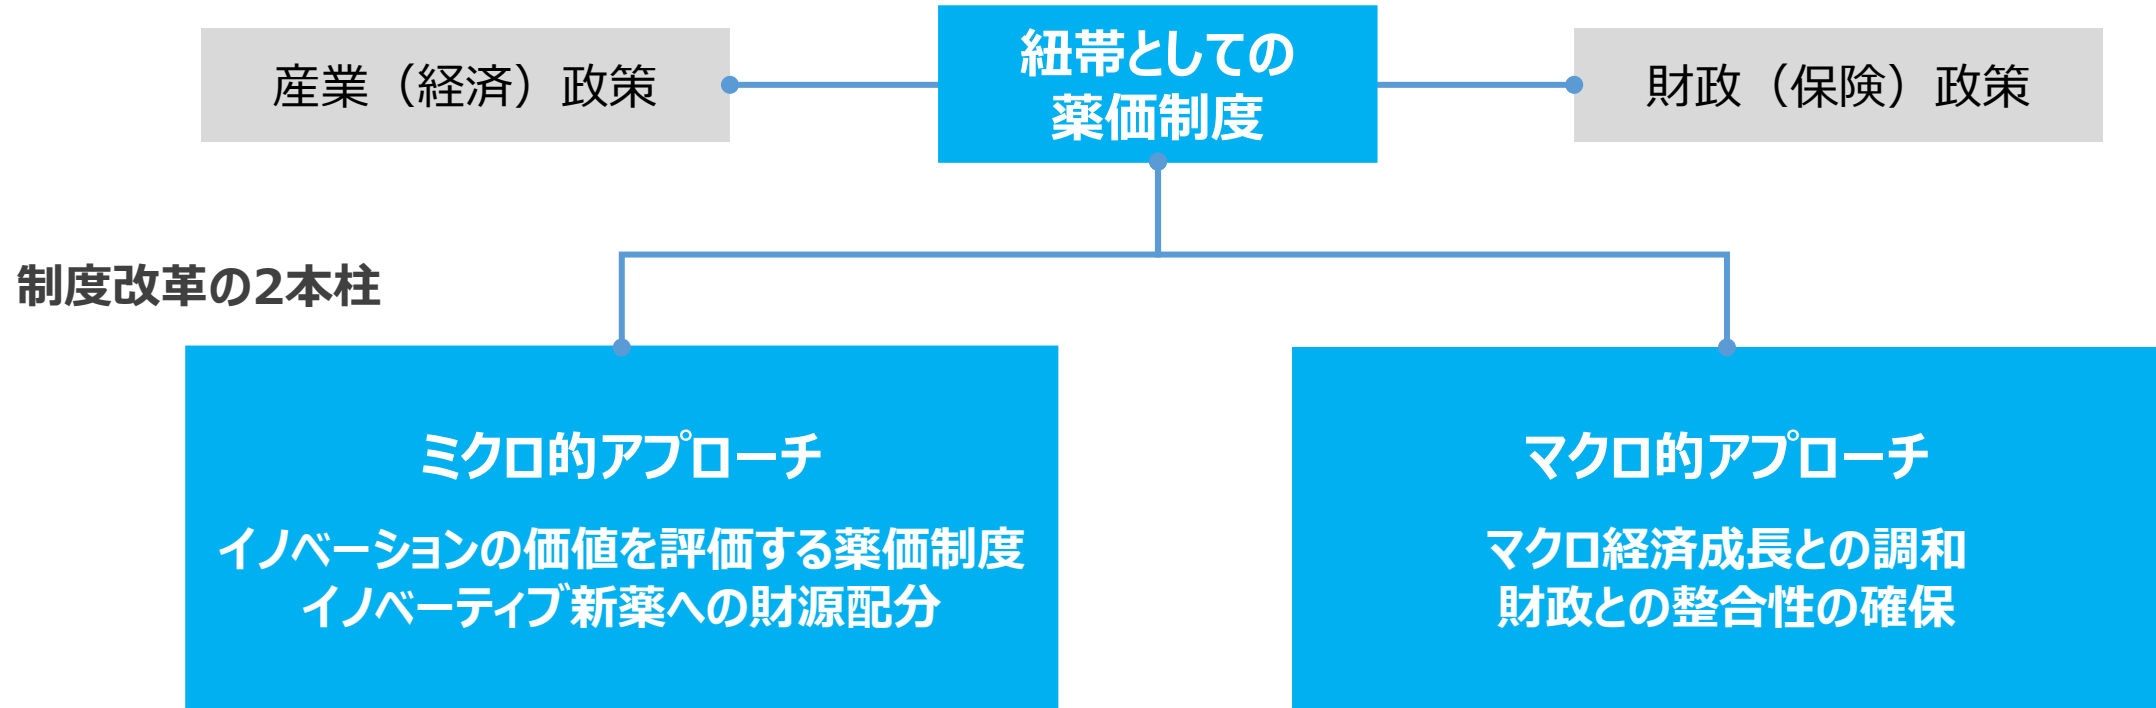 産業（経済）政策
紐帯としての
薬価制度
財政（保険）政策
制度改革の2本柱
ミクロ的アプローチ
イノベーションの価値を評価する薬価制度
イノベーティブ新薬への財源配分
マクロ的アプローチ
マクロ経済成長との調和
財政との整合性の確保